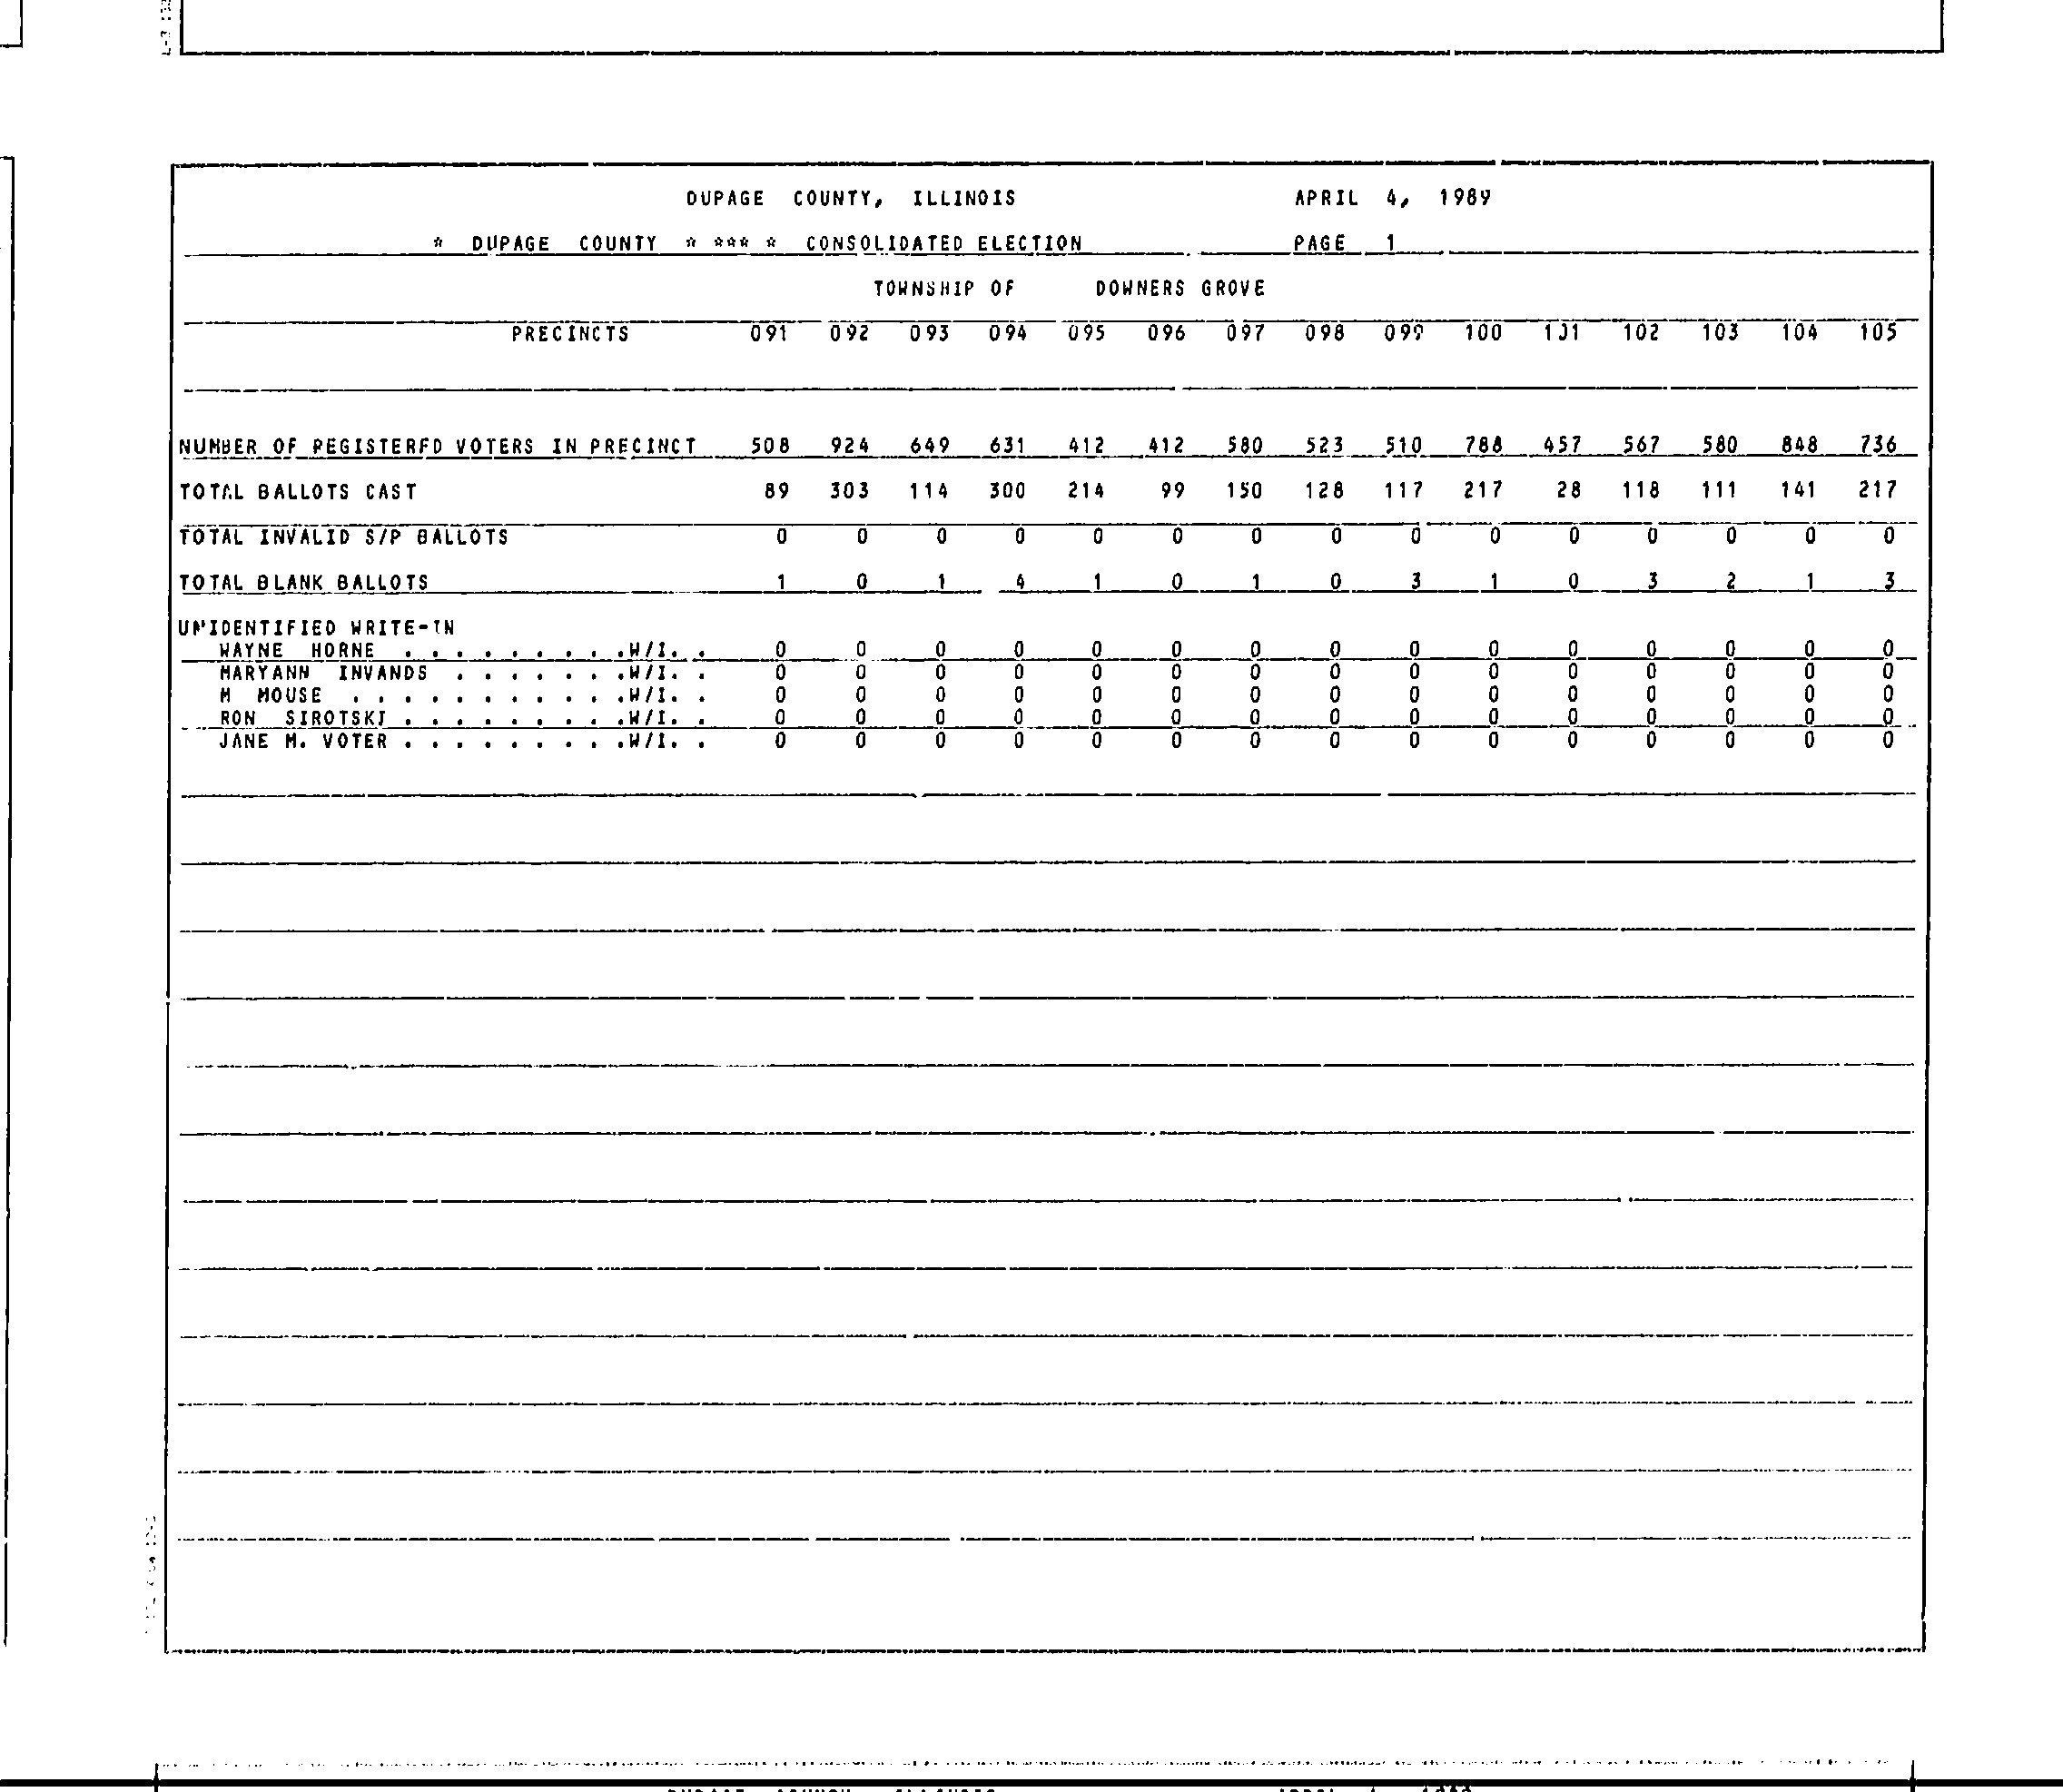 DUPAGE COUNTY, ILLINOIS APRIL 4, 1989
* DUPAGE COUNTY * *** * CONSOLIDATED ELECTION PAGE 1
TOWNSHIP OF DOWNERS GROVE
PRECINCTS 091 092 093 094 095 096 097 098 099 100 101 102 103 104 105
NUMBER OF REGISTERED VOTERS IN PRECINCT 508 924 649 631 412 412 580 523 510 788 457 567 580 848 736
TOTAL BALLOTS CAST 89 303 114 300 214 99 150 128 117 217 28 118 111 141 217
TOTAL INVALID S/P BALLOTS 0 0 0 0 0 0 0 0 0 0 0 0 0 0 0
TOTAL BLANK BALLOTS 1 0 1 4 1 0 1 0 3 1 0 3 2 1 3
UNIDENTIFIED WRITE-IN
WAYNE HORNE . . . . . . . . .W/I. . 0 0 0 0 0 0 0 0 0 0 0 0 0 0 0
MARYANN INVANDS . . . . . . .W/I. . 0 0 0 0 0 0 0 0 0 0 0 0 0 0 0
M MOUSE . . . . . . . . . . .W/I. . 0 0 0 0 0 0 0 0 0 0 0 0 0 0 0
RON SIROTSKI . . . . . . . . .W/I. . 0 0 0 0 0 0 0 0 0 0 0 0 0 0 0
JANE M. VOTER . . . . . . . . .W/I. . 0 0 0 0 0 0 0 0 0 0 0 0 0 0 0